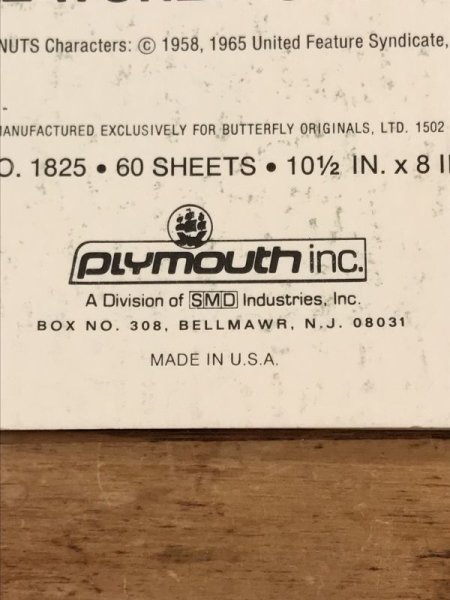 NUTS Characters: © 1958, 1965 United Feature Syndicate,
MANUFACTURED EXCLUSIVELY FOR BUTTERFLY ORIGINALS, LTD. 1502
O. 1825 • 60 SHEETS • 10½ IN. x 8 I
PLYMOUTH inc.
A Division of SMD Industries, Inc.
BOX NO. 308, BELLMAWR, N.J. 08031
MADE IN U.S.A.